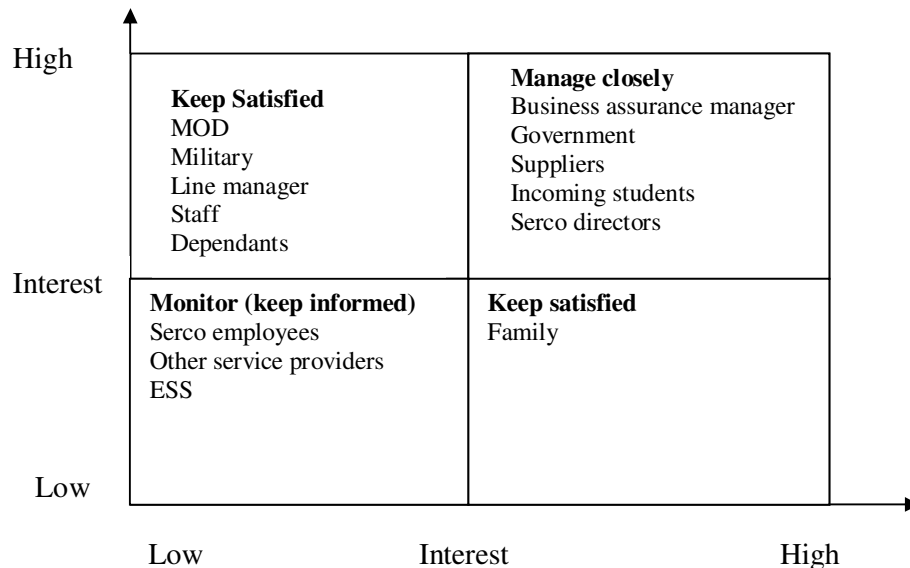 High
Keep Satisfied
MOD
Military
Line manager
Staff
Dependants
Manage closely
Business assurance manager
Government
Suppliers
Incoming students
Serco directors
Interest
Monitor (keep informed)
Serco employees
Other service providers
ESS
Keep satisfied
Family
Low
Low
Interest
High